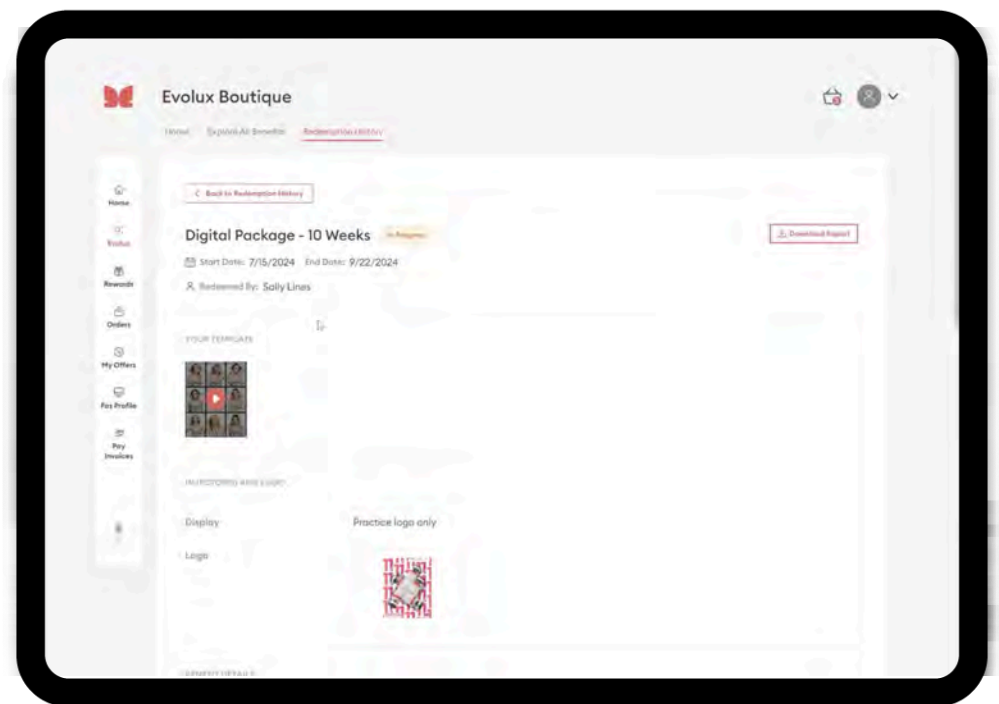 Evolux Boutique
Home Explore All Benefits Redemption History
Home
Evolux
Rewards
Orders
My Offers
Pos Profile
Pay
Invoices
Back to Redemption History
Digital Package - 10 Weeks In Progress
Download Report
Start Date: 7/15/2024 End Date: 9/22/2024
Redeemed By: Sally Lines
YOUR TEMPLATE
Display Practice logo only
Logo